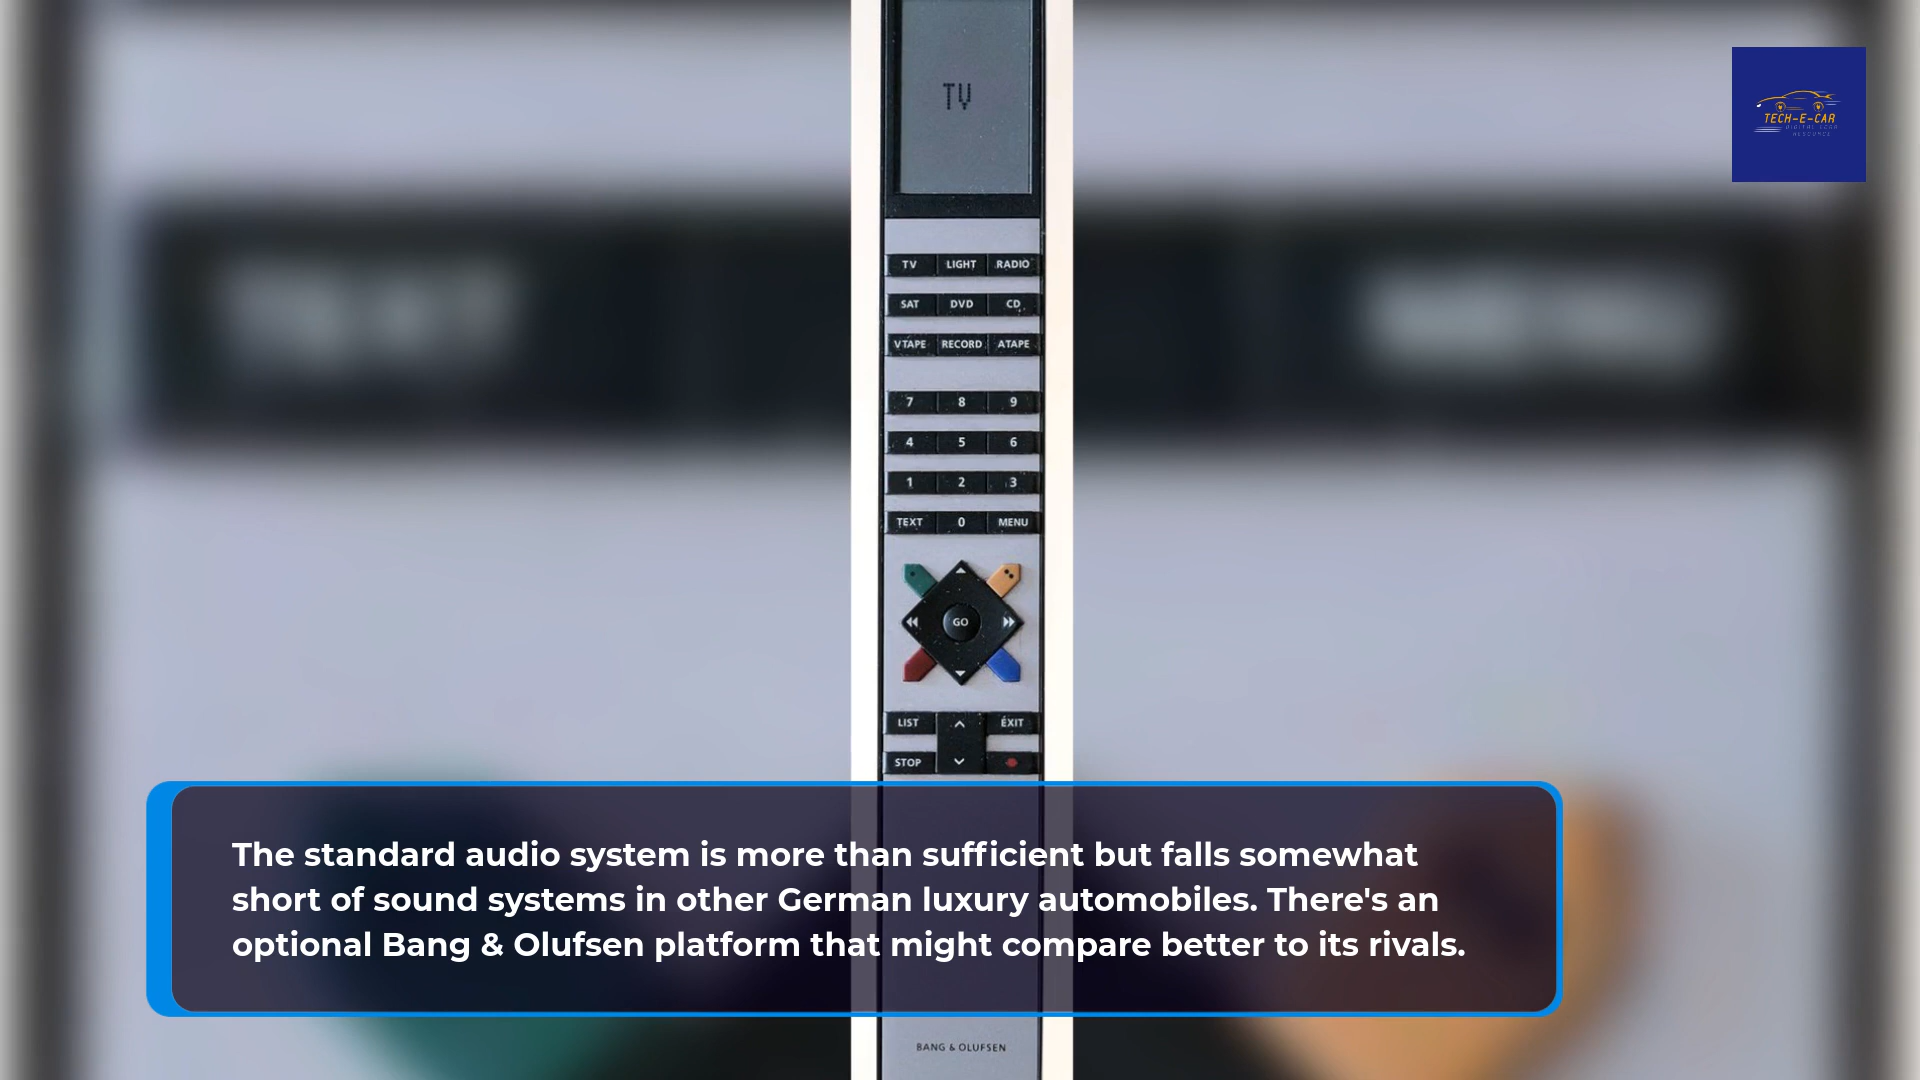 TV
TECH-E-CAR
DIGITAL ECAR
RESOURCE
TV LIGHT RADIO
SAT DVD CD
VTAPE RECORD ATAPE
7 8 9
4 5 6
1 2 3
TEXT 0 MENU
GO
LIST EXIT
STOP
The standard audio system is more than sufficient but falls somewhat
short of sound systems in other German luxury automobiles. There's an
optional Bang & Olufsen platform that might compare better to its rivals.
BANG & OLUFSEN